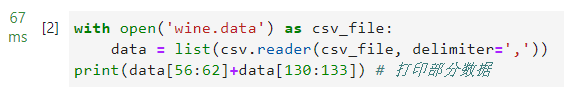 67
ms
[2]
with open('wine.data') as csv_file:
    data = list(csv.reader(csv_file, delimiter=','))
print(data[56:62]+data[130:133]) # 打印部分数据